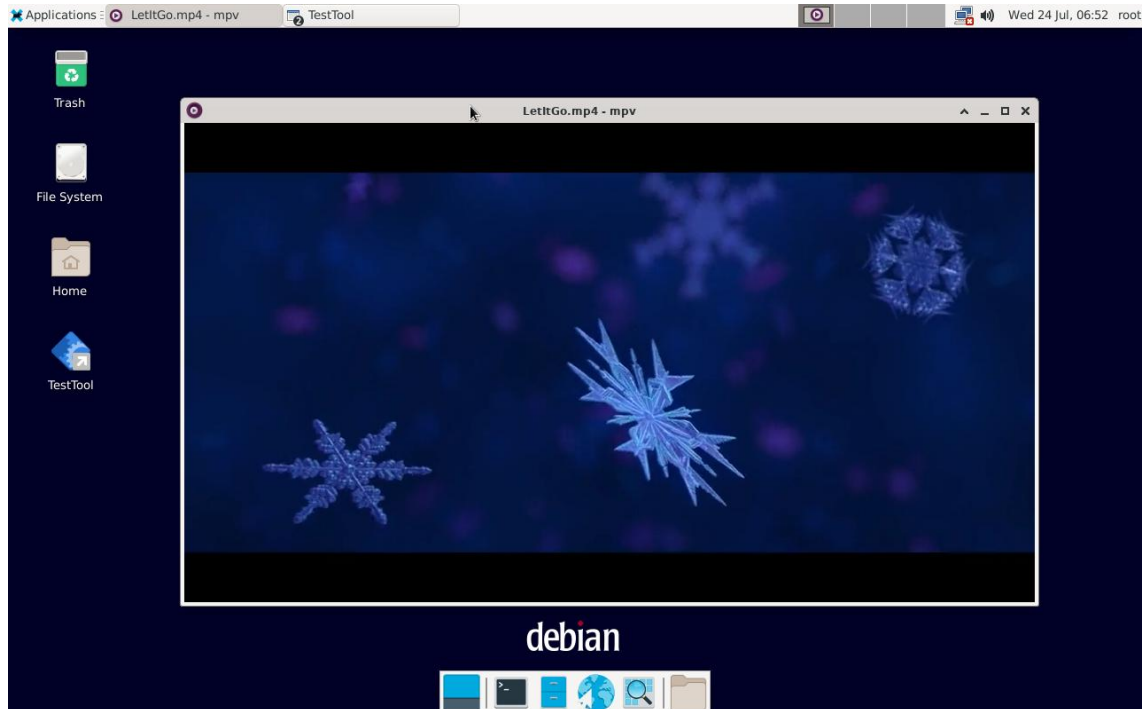 Applications
LetItGo.mp4 - mpv
2
TestTool
Wed 24 Jul, 06:52
root
Trash
LetItGo.mp4 - mpv
File System
Home
TestTool
debian
>_